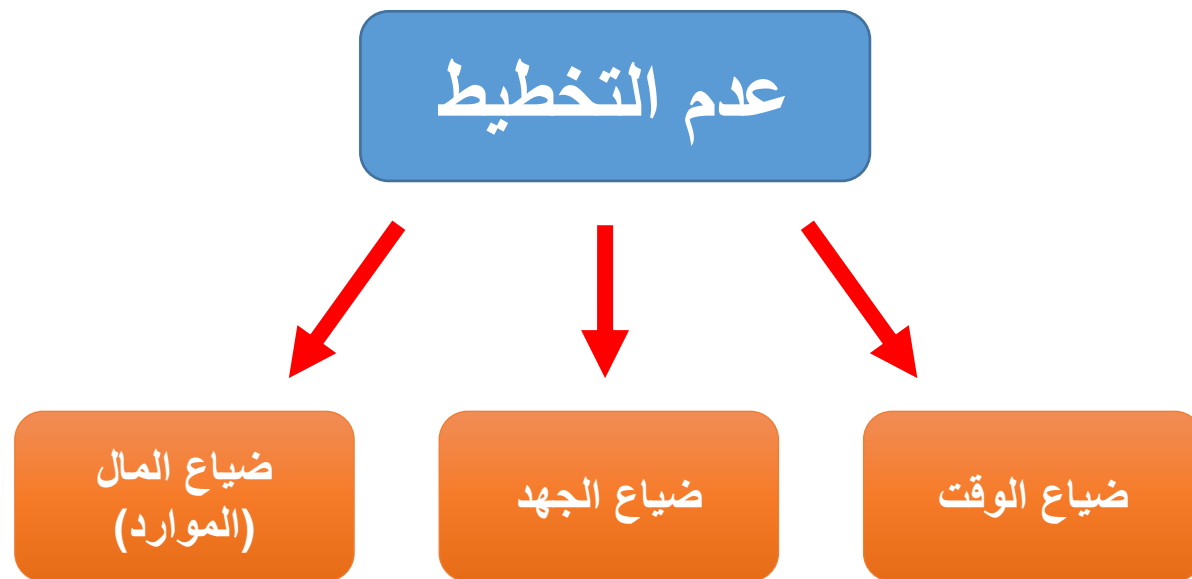 عدم التخطيط
ضياع الوقت
ضياع الجهد
ضياع المال
(الموارد)